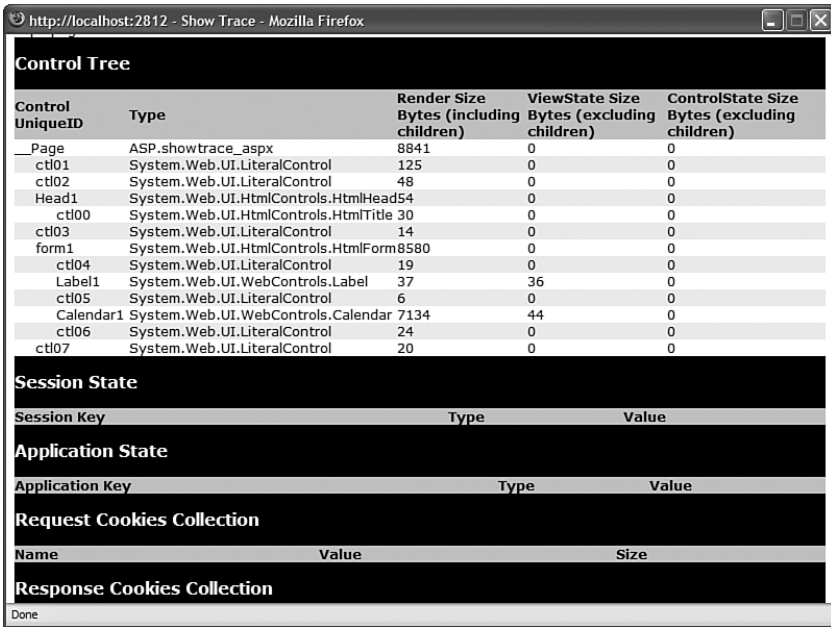 http://localhost:2812 - Show Trace - Mozilla Firefox
Control Tree
Control UniqueID Type Render Size Bytes (including children) ViewState Size Bytes (excluding children) ControlState Size Bytes (excluding children)
__Page ASP.showtrace_aspx 8841 0 0
ctl01 System.Web.UI.LiteralControl 125 0 0
ctl02 System.Web.UI.LiteralControl 48 0 0
Head1 System.Web.UI.HtmlControls.HtmlHead 54 0 0
ctl00 System.Web.UI.HtmlControls.HtmlTitle 30 0 0
ctl03 System.Web.UI.LiteralControl 14 0 0
form1 System.Web.UI.HtmlControls.HtmlForm 8580 0 0
ctl04 System.Web.UI.LiteralControl 19 0 0
Label1 System.Web.UI.WebControls.Label 37 36 0
ctl05 System.Web.UI.LiteralControl 6 0 0
Calendar1 System.Web.UI.WebControls.Calendar 7134 44 0
ctl06 System.Web.UI.LiteralControl 24 0 0
ctl07 System.Web.UI.LiteralControl 20 0 0
Session State
Session Key Type Value
Application State
Application Key Type Value
Request Cookies Collection
Name Value Size
Response Cookies Collection
Done